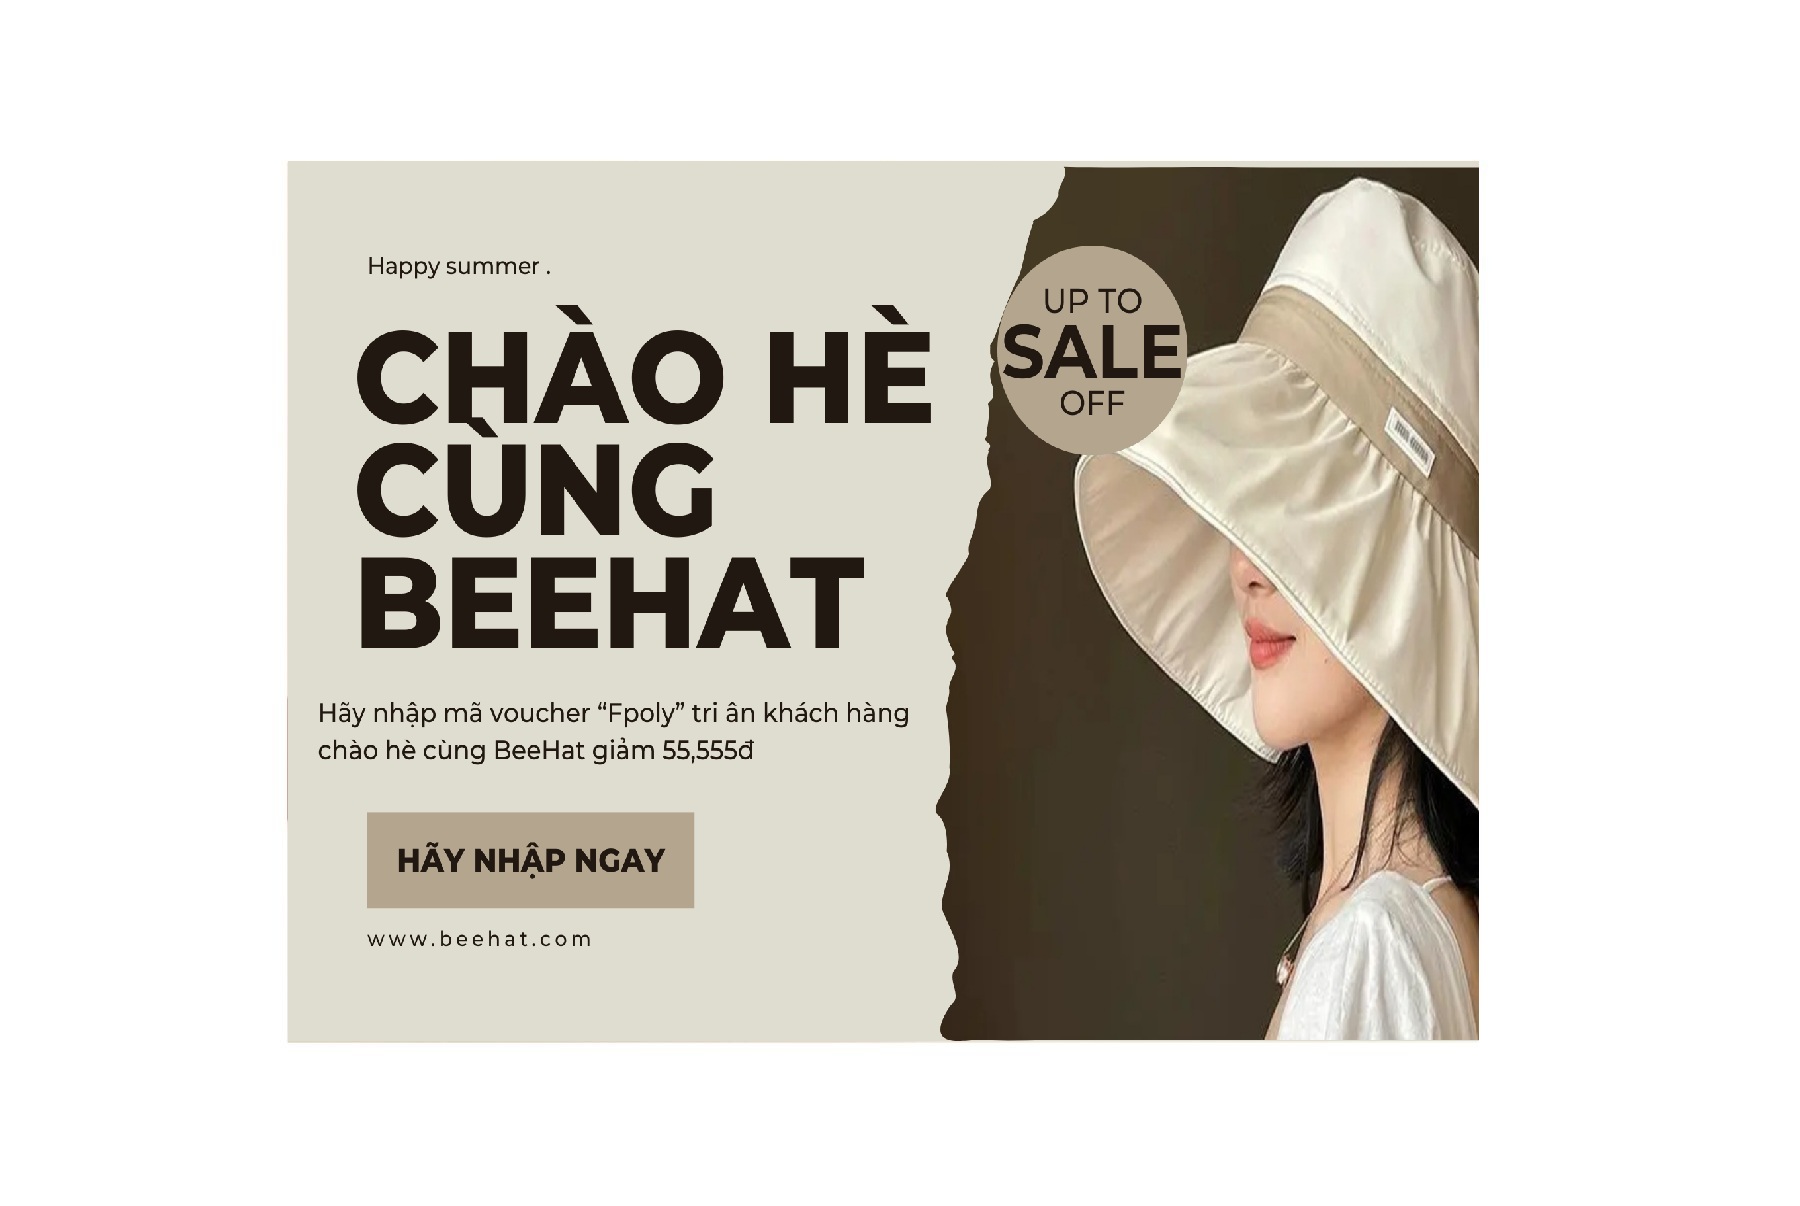 Happy summer .
CHÀO HÈ
CÙNG
BEEHAT
Hãy nhập mã voucher “Fpoly” tri ân khách hàng
chào hè cùng BeeHat giảm 55,555đ
HÃY NHẬP NGAY
www.beehat.com
UP TO
SALE
OFF